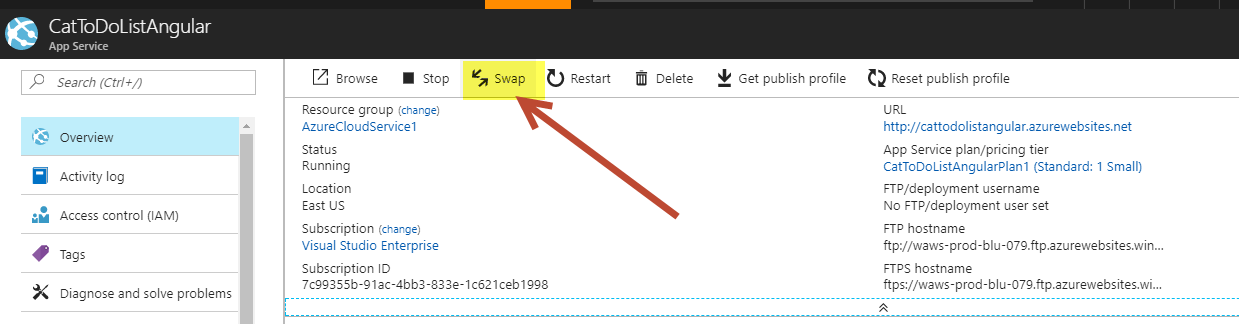 CatToDoListAngular
App Service
Search (Ctrl+/)
Overview
Activity log
Access control (IAM)
Tags
Diagnose and solve problems
Browse Stop Swap Restart Delete Get publish profile Reset publish profile
Resource group (change)
AzureCloudService1
Status
Running
Location
East US
Subscription (change)
Visual Studio Enterprise
Subscription ID
7c99355b-91ac-4bb3-833e-1c621ceb1998
URL
http://cattodolistangular.azurewebsites.net
App Service plan/pricing tier
CatToDoListAngularPlan1 (Standard: 1 Small)
FTP/deployment username
No FTP/deployment user set
FTP hostname
ftp://waws-prod-blu-079.ftp.azurewebsites.win...
FTPS hostname
ftps://waws-prod-blu-079.ftp.azurewebsites.win...